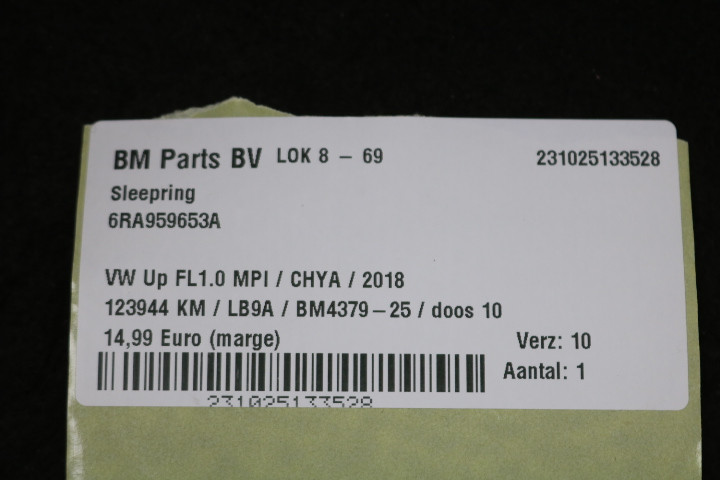 BM Parts BV LOK 8 - 69 231025133528
Sleepring
6RA959653A
VW Up FL1.0 MPI / CHYA / 2018
123944 KM / LB9A / BM4379-25 / doos 10
14,99 Euro (marge) Verz: 10
Aantal: 1
231025133528